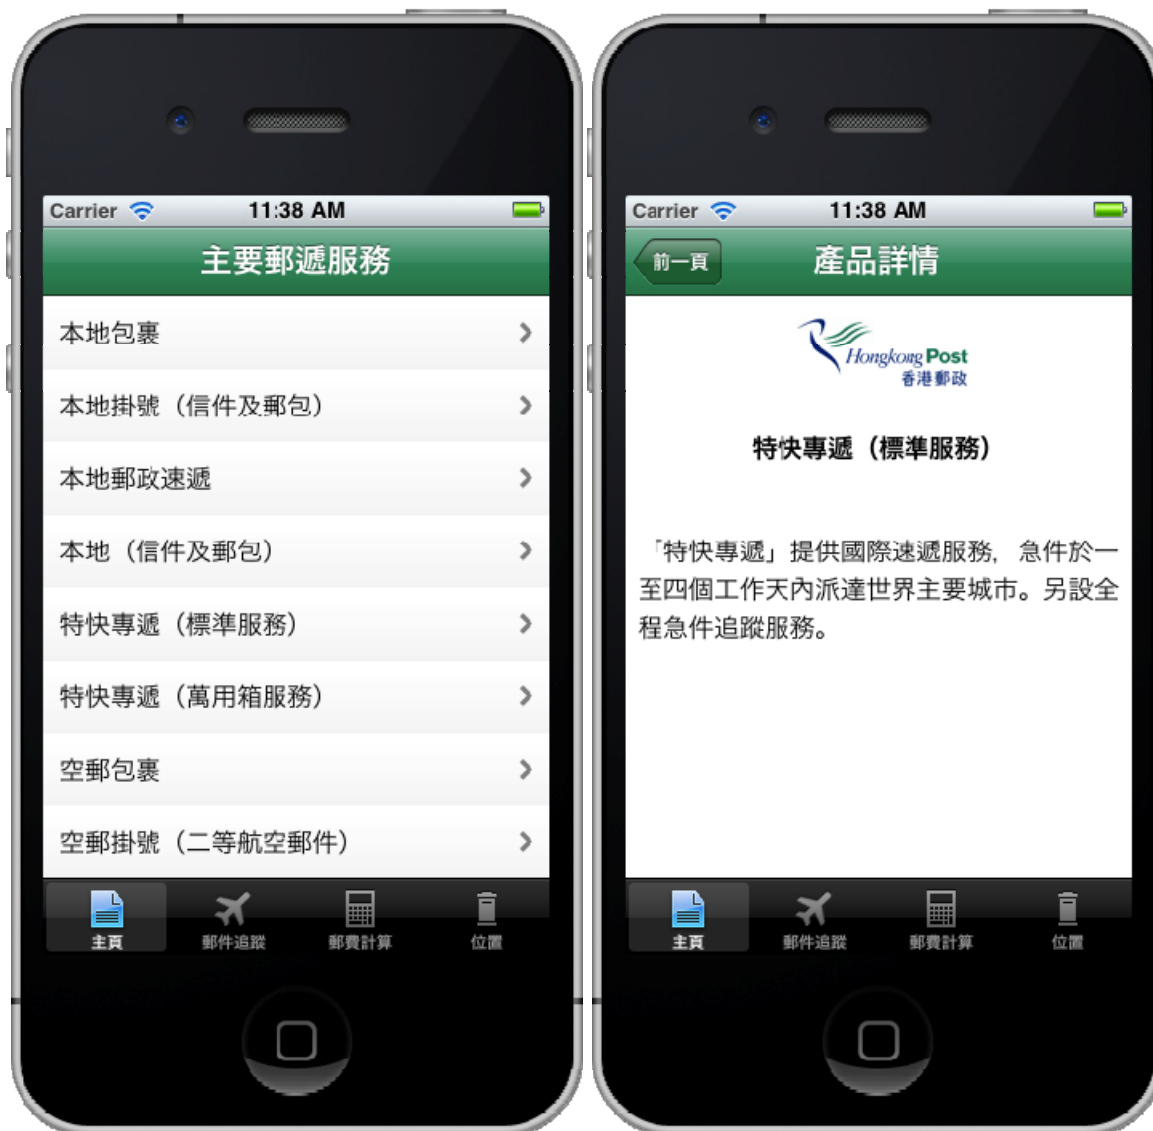 Carrier 11:38 AM
主要郵遞服務
本地包裹
本地掛號（信件及郵包）
本地郵政速遞
本地（信件及郵包）
特快專遞（標準服務）
特快專遞（萬用箱服務）
空郵包裹
空郵掛號（二等航空郵件）
主頁 郵件追蹤 郵費計算 位置
Carrier 11:38 AM
前一頁 產品詳情
Hongkong Post
香港郵政
特快專遞（標準服務）
「特快專遞」提供國際速遞服務，急件於一
至四個工作天內派達世界主要城市。另設全
程急件追蹤服務。
主頁 郵件追蹤 郵費計算 位置